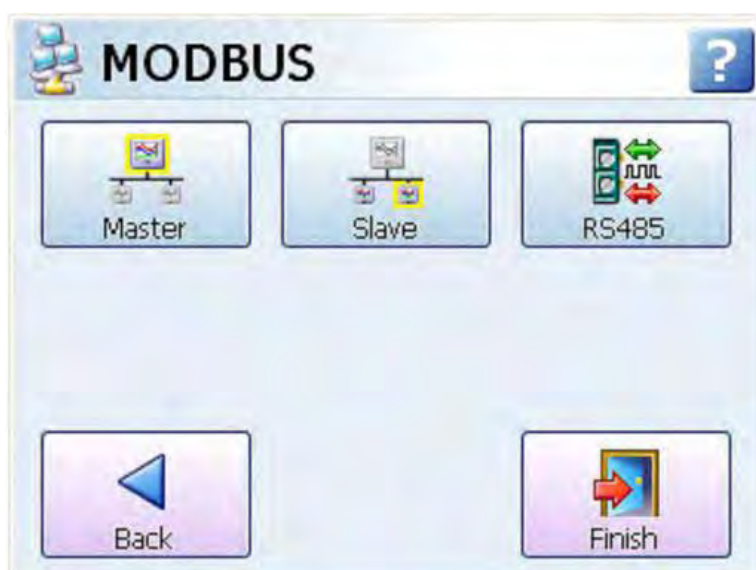 MODBUS
?
Master
Slave
RS485
Back
Finish